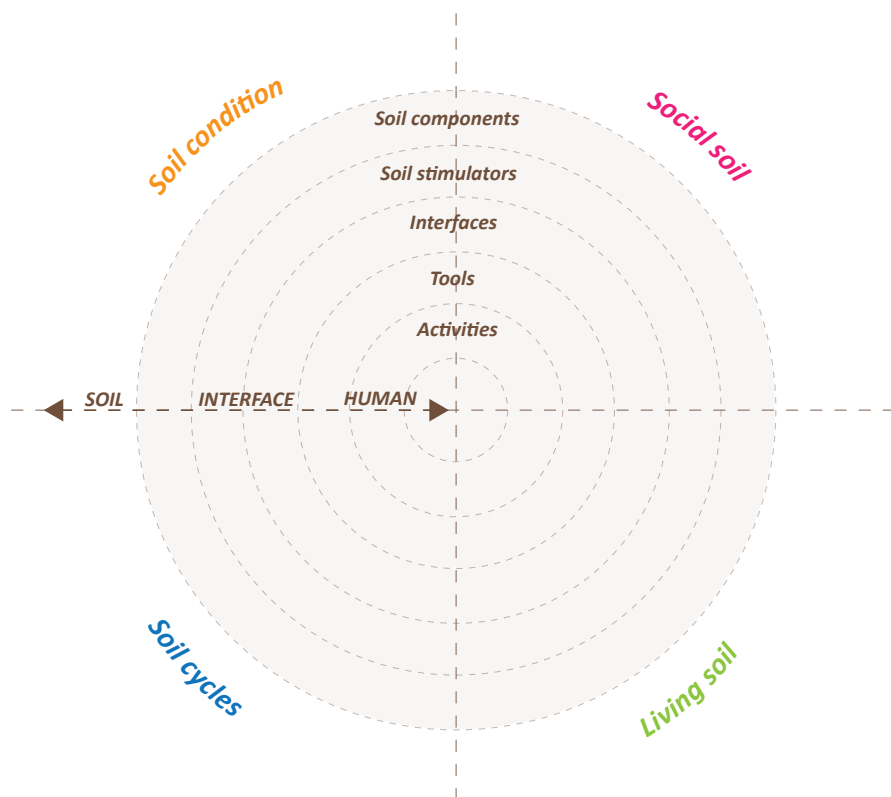 Soil condition
Social soil
Soil components
Soil stimulators
Interfaces
Tools
Activities
SOIL INTERFACE HUMAN
Soil cycles
Living soil